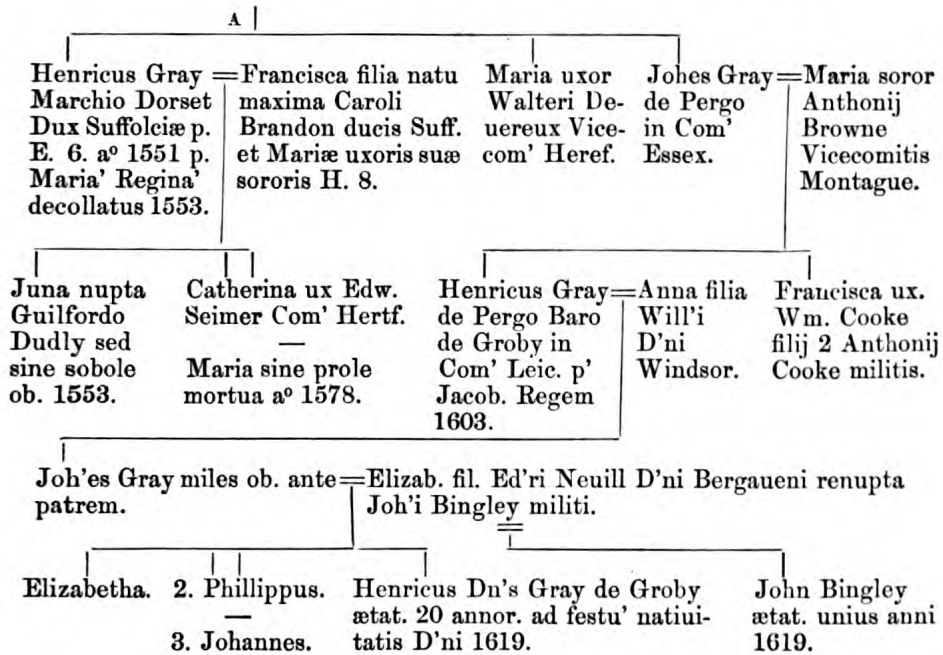 A
Henricus Gray
Marchio Dorset
Dux Suffolciæ p.
E. 6. aº 1551 p.
Maria' Regina'
decollatus 1553.
=Francisca filia natu
maxima Caroli
Brandon ducis Suff.
et Mariæ uxoris suæ
sororis H. 8.
Maria uxor
Walteri De-
uereux Vice-
com' Heref.
Johes Gray
de Pergo
in Com'
Essex.
=Maria soror
Anthonij
Browne
Vicecomitis
Montague.
Juna nupta
Guilfordo
Dudly sed
sine sobole
ob. 1553.
Catherina ux Edw.
Seimer Com' Hertf.
—
Maria sine prole
mortua aº 1578.
Henricus Gray
de Pergo Baro
de Groby in
Com' Leic. p'
Jacob. Regem
1603.
=Anna filia
Will'i
D'ni
Windsor.
Francisca ux.
Wm. Cooke
filij 2 Anthonij
Cooke militis.
Joh'es Gray miles ob. ante
patrem.
=Elizab. fil. Ed'ri Neuill D'ni Bergaueni renupta
Joh'i Bingley militi.
Elizabetha.
2. Phillippus.
—
3. Johannes.
Henricus Dn's Gray de Groby
ætat. 20 annor. ad festu' natiui-
tatis D'ni 1619.
John Bingley
ætat. unius anni
1619.